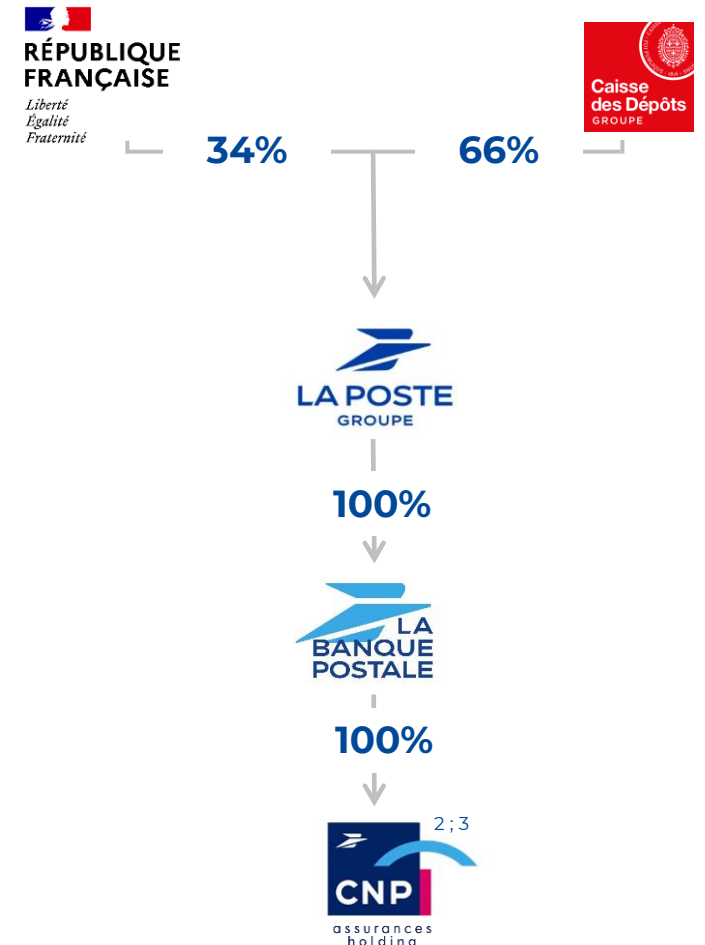 RÉPUBLIQUE
FRANÇAISE
Liberté
Égalité
Fraternité
Caisse
des Dépôts
GROUPE
34%
66%
LA POSTE
GROUPE
100%
LA
BANQUE
POSTALE
100%
2 ; 3
CNP
assurances
holding